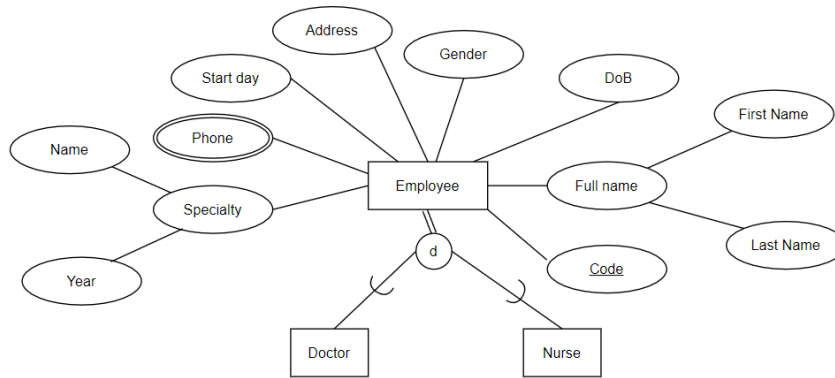 Address
Gender
Start day
DoB
First Name
Phone
Name
Employee
Full name
Specialty
Last Name
d
Code
Year
Doctor
Nurse